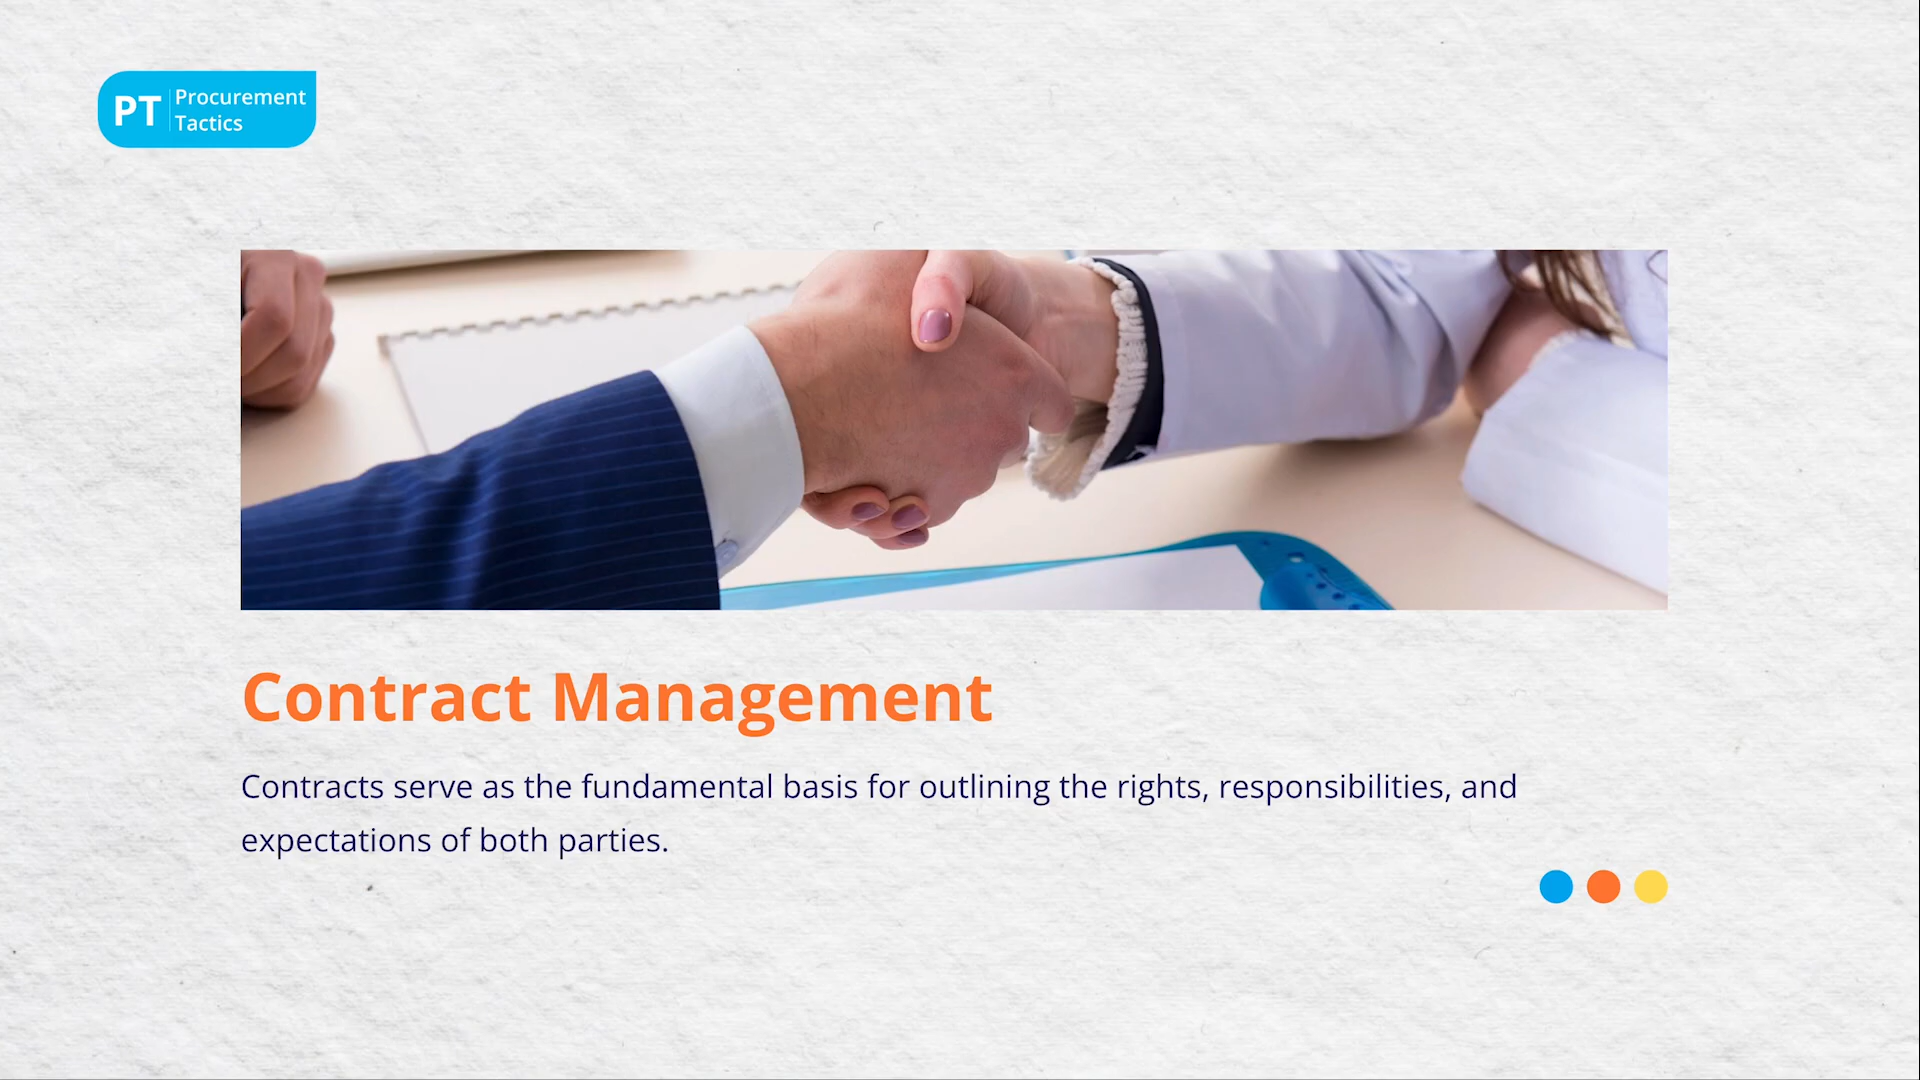 PT
Procurement
Tactics
Contract Management
Contracts serve as the fundamental basis for outlining the rights, responsibilities, and
expectations of both parties.